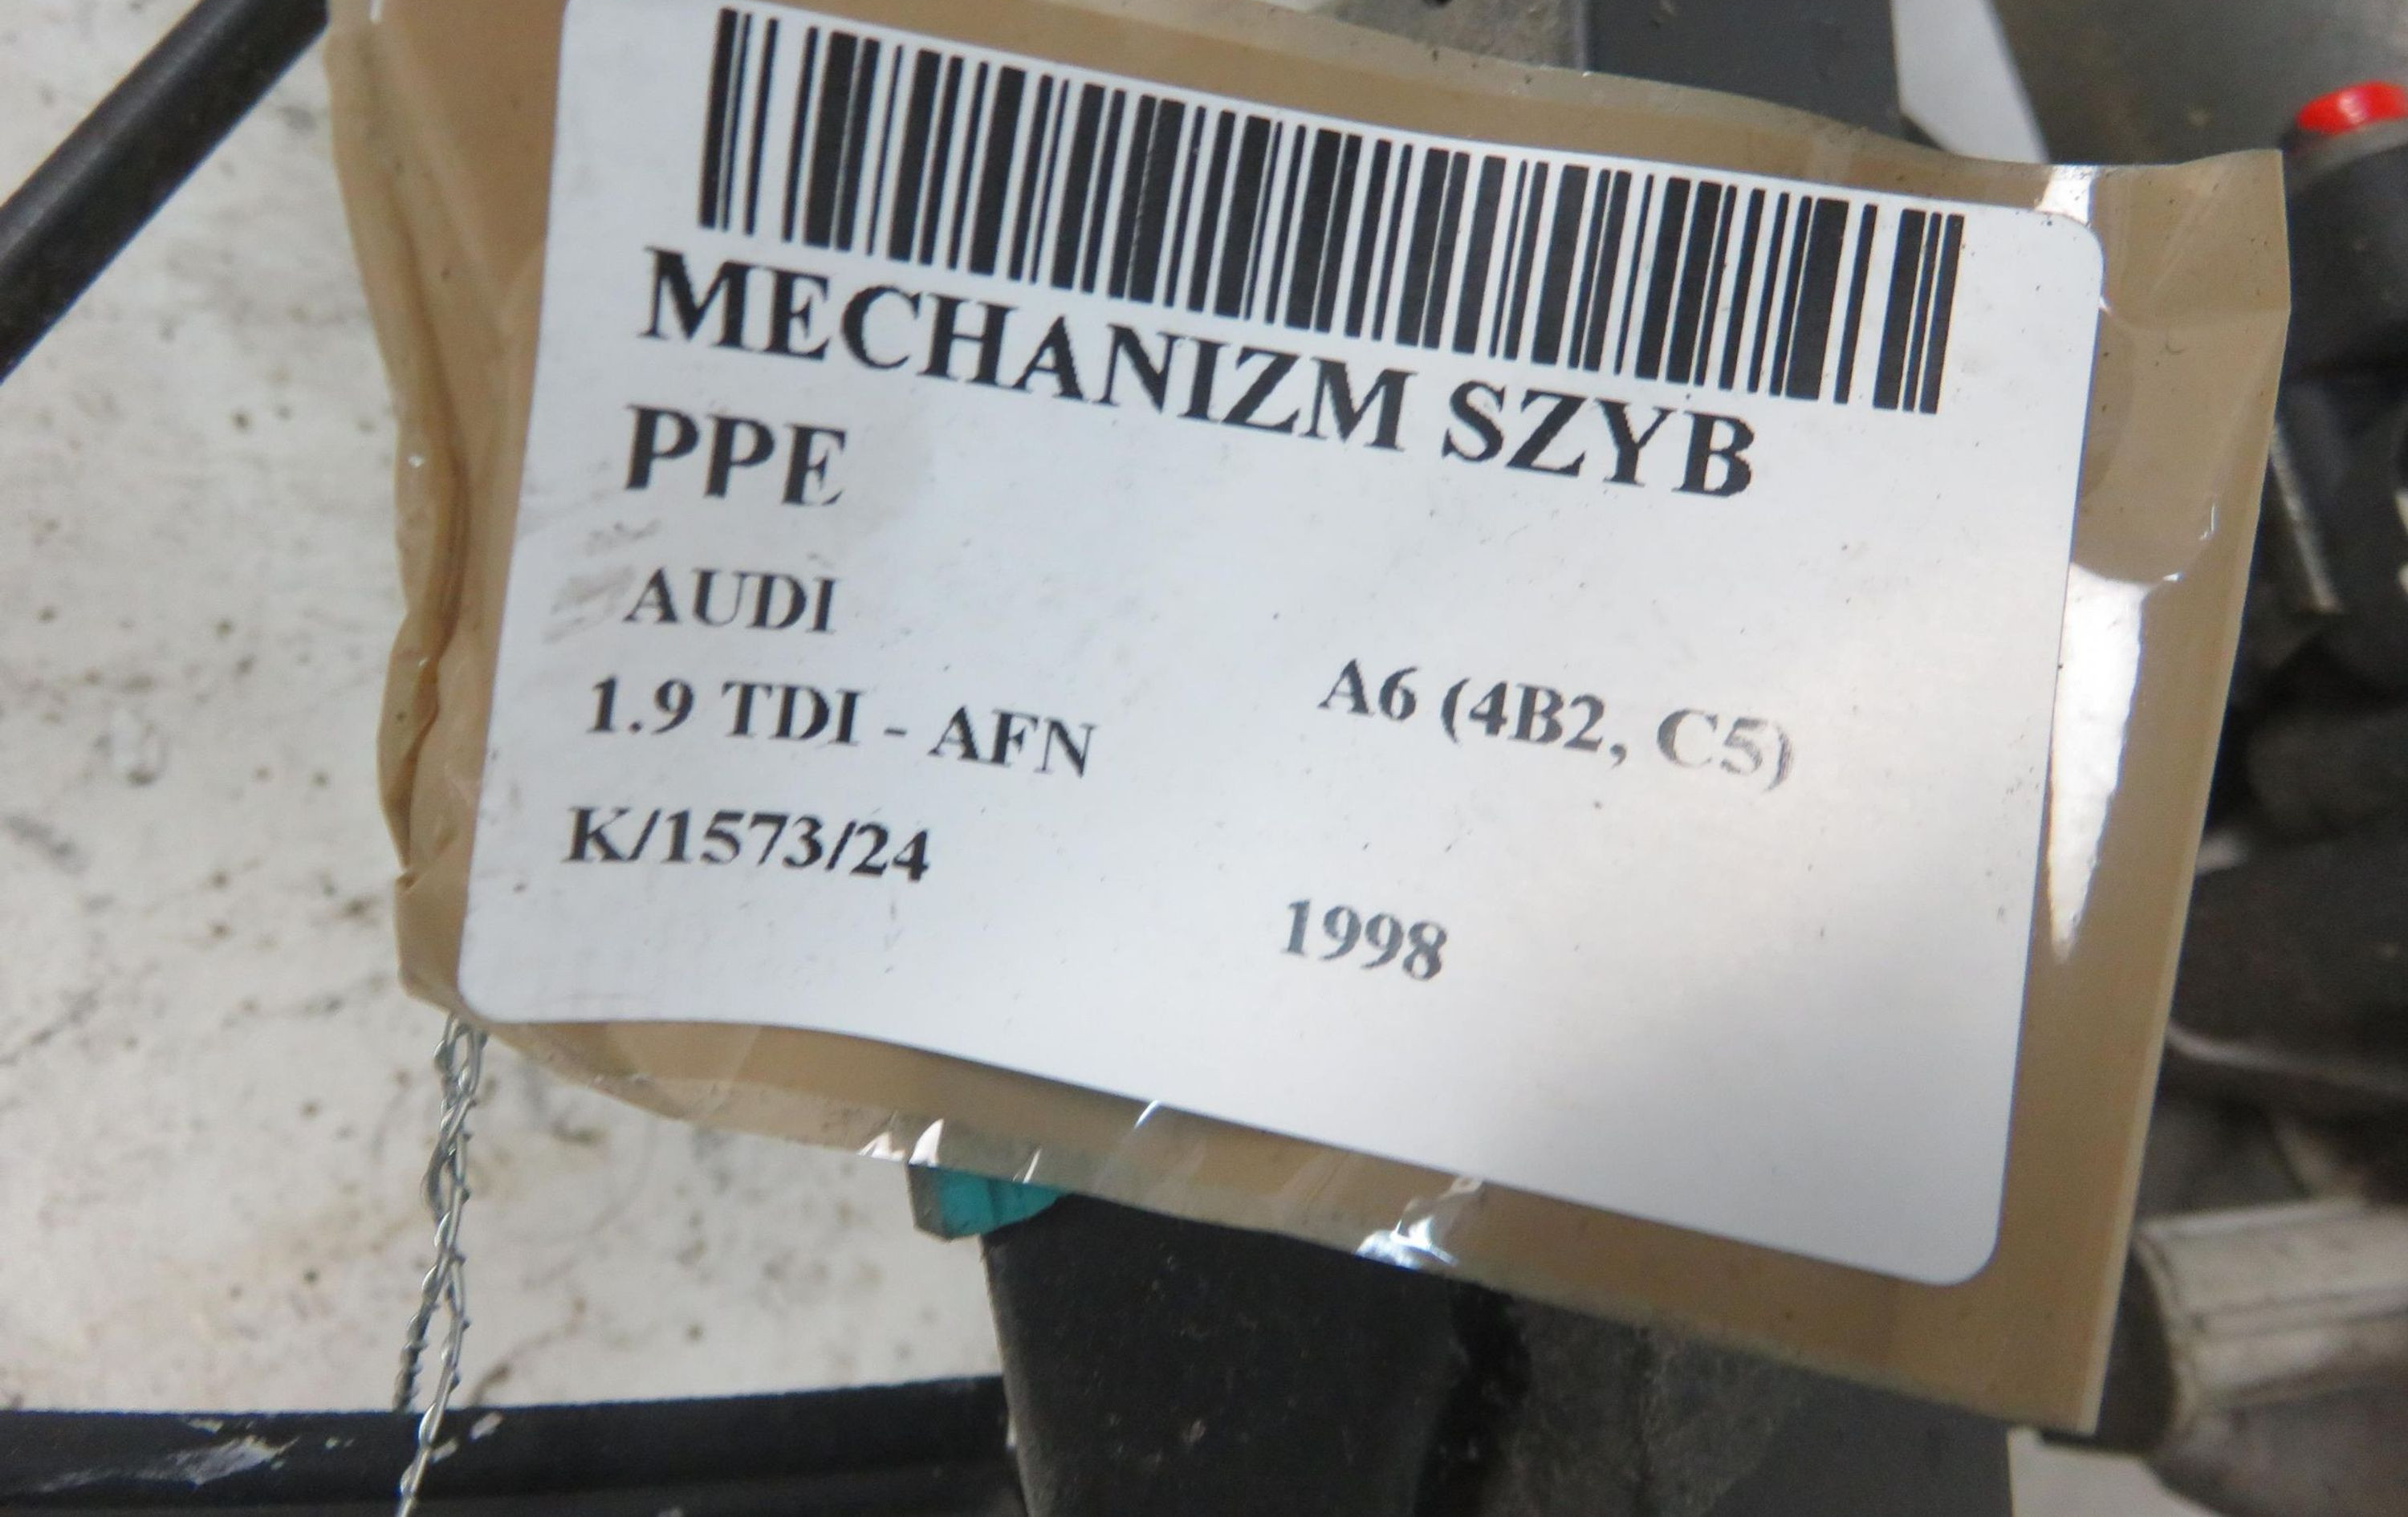 MECHANIZM SZYB
PPE
AUDI
A6 (4B2, C5)
1.9 TDI - AFN
K/1573/24
1998